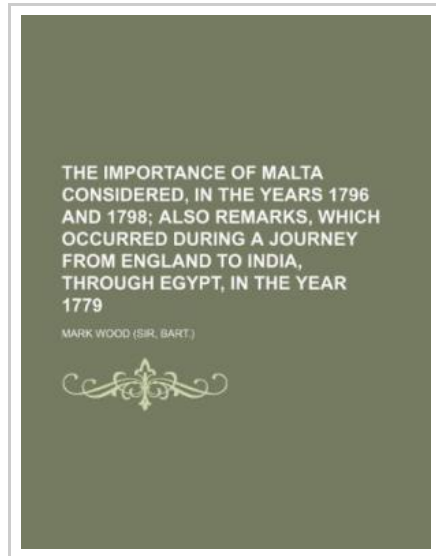 THE IMPORTANCE OF MALTA
CONSIDERED, IN THE YEARS 1796
AND 1798; ALSO REMARKS, WHICH
OCCURRED DURING A JOURNEY
FROM ENGLAND TO INDIA,
THROUGH EGYPT, IN THE YEAR
1779
MARK WOOD (SIR, BART.)